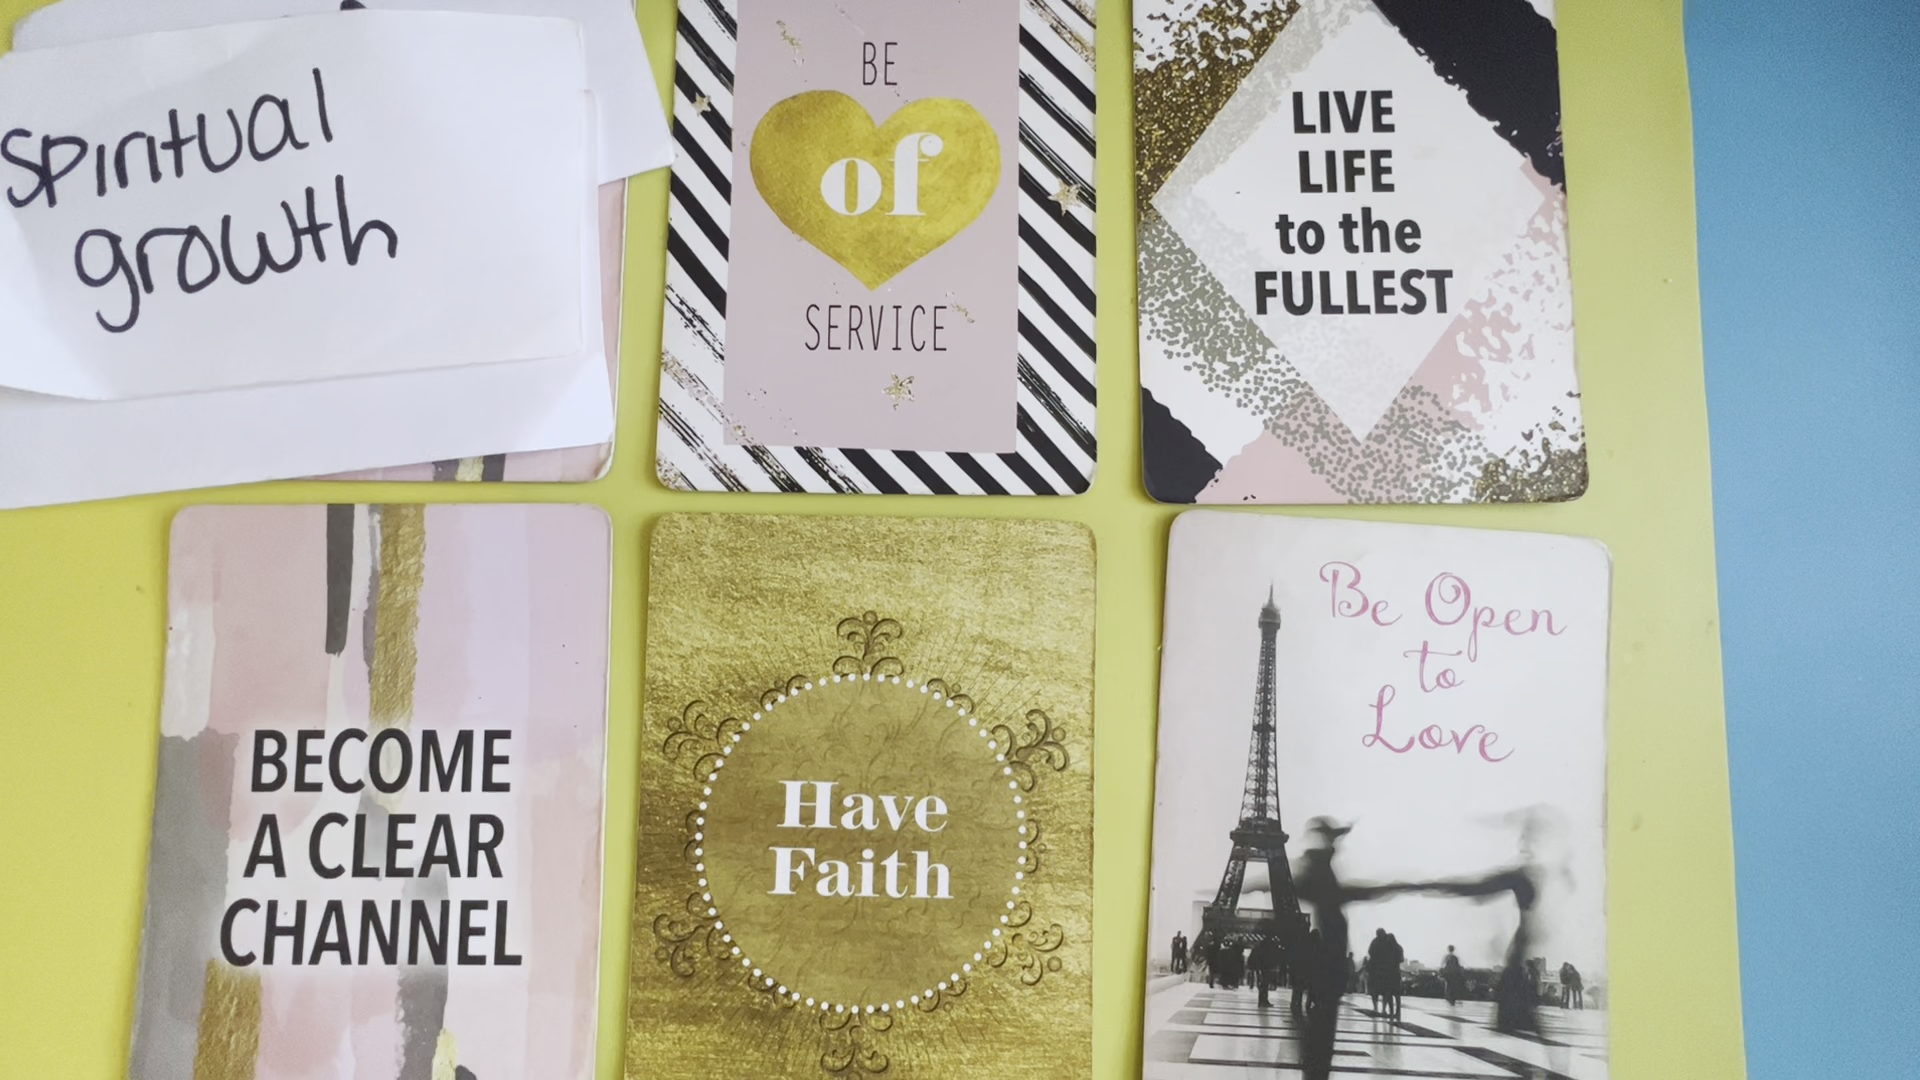 Spiritual
growth
BE
of
SERVICE
LIVE
LIFE
to the
FULLEST
BECOME
A CLEAR
CHANNEL
Have
Faith
Be Open
to
Love